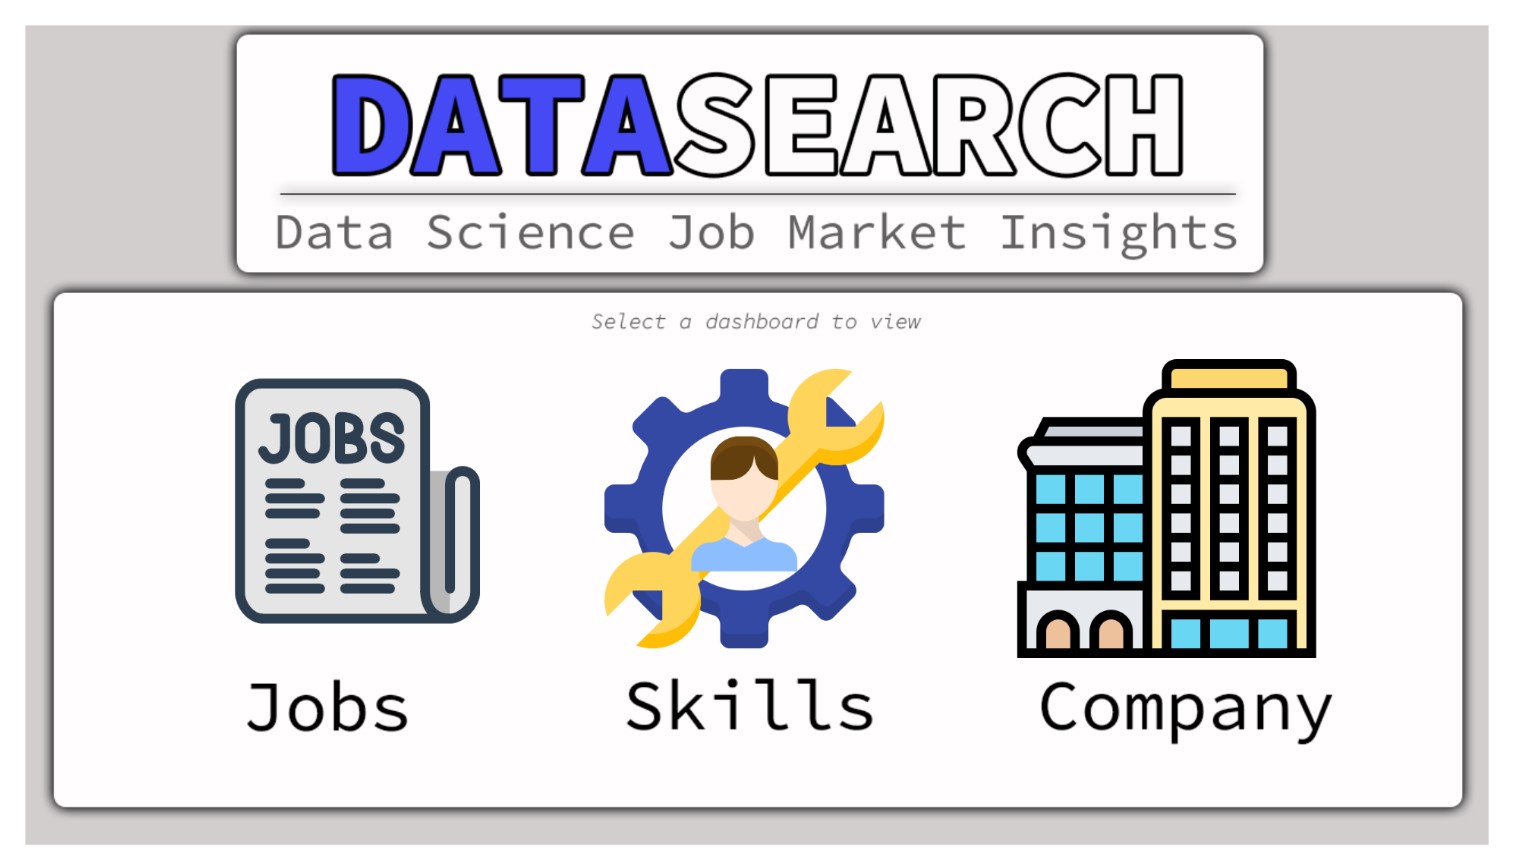 DATASEARCH
Data Science Job Market Insights
Select a dashboard to view
JOBS
Jobs
Skills
Company